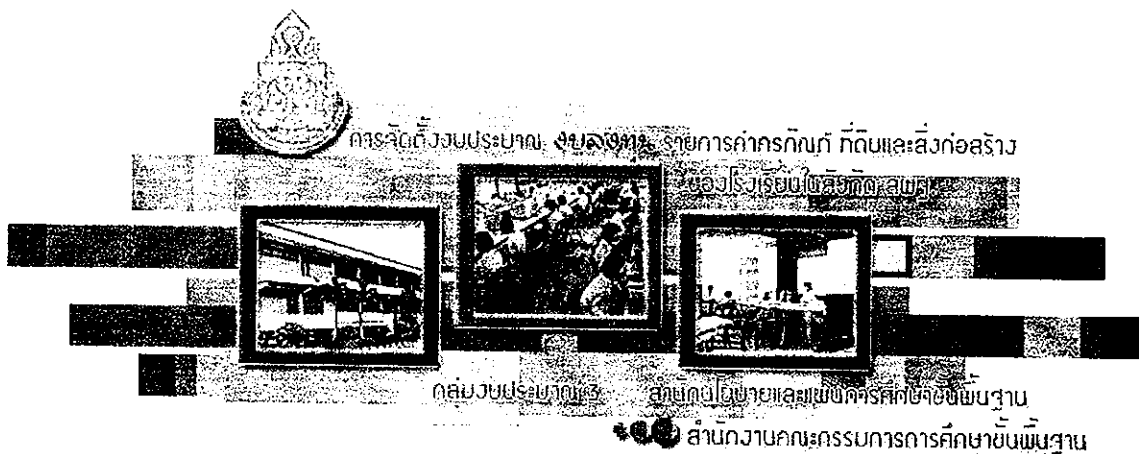 การจัดตั้งงบประมาณ งบลงทุน รายการค่าครุภัณฑ์ ที่ดินและสิ่งก่อสร้าง
ของโรงเรียนในสังกัด สพฐ.
กลุ่มงบประมาณ 3 สำนักนโยบายและแผนการศึกษาขั้นพื้นฐาน
สำนักงานคณะกรรมการการศึกษาขั้นพื้นฐาน